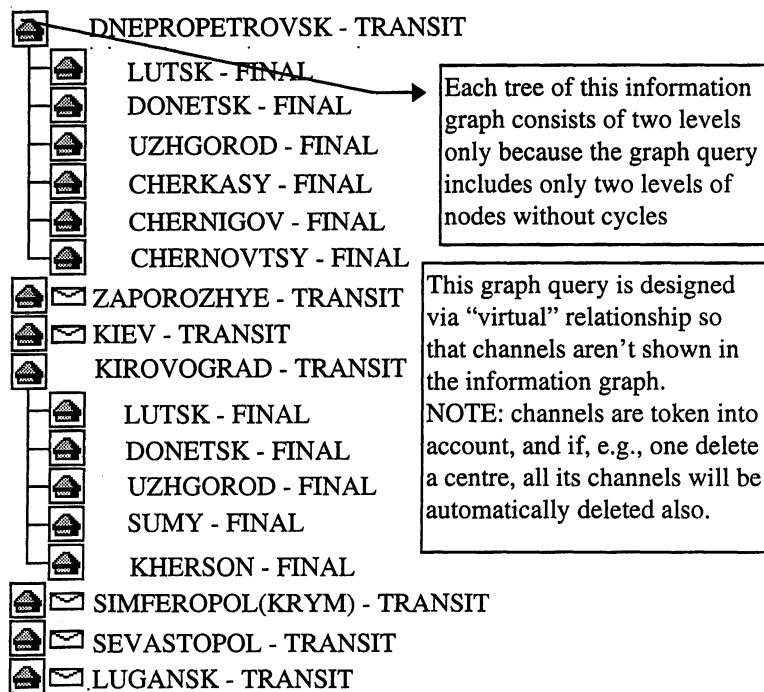 DNEPROPETROVSK - TRANSIT
LUTSK - FINAL
DONETSK - FINAL
UZHGOROD - FINAL
CHERKASY - FINAL
CHERNIGOV - FINAL
CHERNOVTSY - FINAL
ZAPOROZHYE - TRANSIT
KIEV - TRANSIT
KIROVOGRAD - TRANSIT
LUTSK - FINAL
DONETSK - FINAL
UZHGOROD - FINAL
SUMY - FINAL
KHERSON - FINAL
SIMFEROPOL(KRYM) - TRANSIT
SEVASTOPOL - TRANSIT
LUGANSK - TRANSIT
Each tree of this information
graph consists of two levels
only because the graph query
includes only two levels of
nodes without cycles
This graph query is designed
via “virtual” relationship so
that channels aren't shown in
the information graph.
NOTE: channels are token into
account, and if, e.g., one delete
a centre, all its channels will be
automatically deleted also.